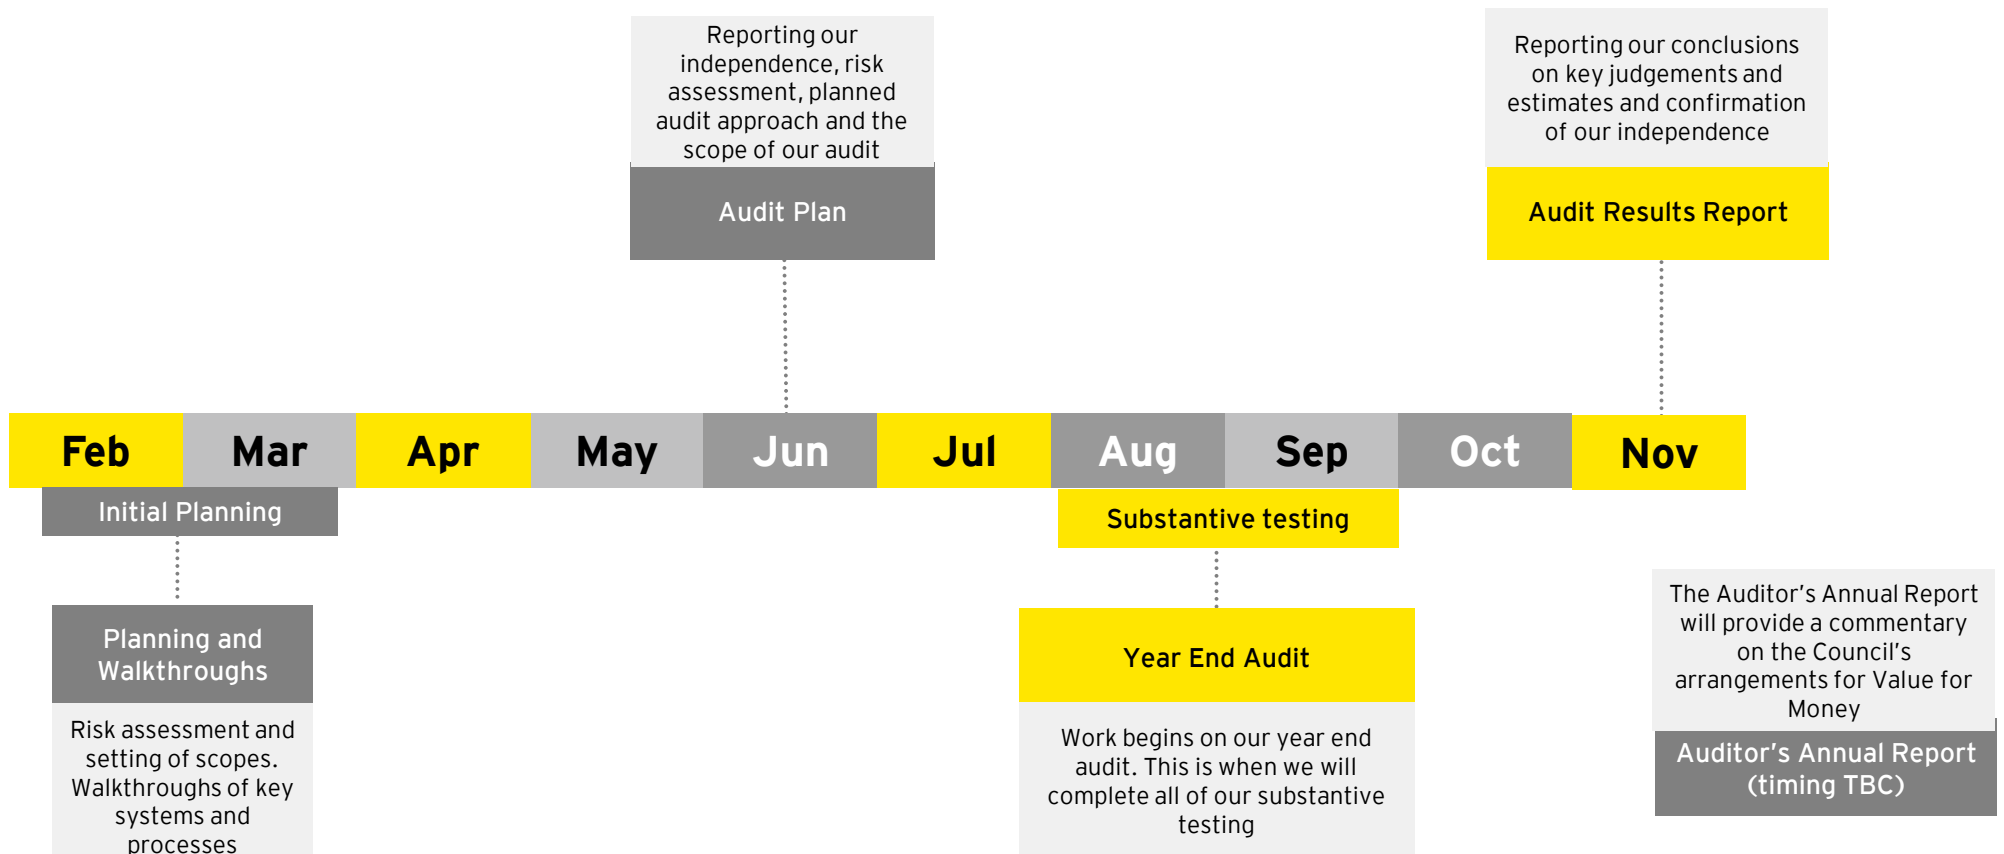 Reporting our
independence, risk
assessment, planned
audit approach and the
scope of our audit
Audit Plan
Reporting our conclusions
on key judgements and
estimates and confirmation
of our independence
Audit Results Report
Feb
Mar
Apr
May
Jun
Jul
Aug
Sep
Oct
Nov
Initial Planning
Planning and
Walkthroughs
Risk assessment and
setting of scopes.
Walkthroughs of key
systems and
processes
Substantive testing
Year End Audit
Work begins on our year end
audit. This is when we will
complete all of our substantive
testing
The Auditor’s Annual Report
will provide a commentary
on the Council’s
arrangements for Value for
Money
Auditor’s Annual Report
(timing TBC)